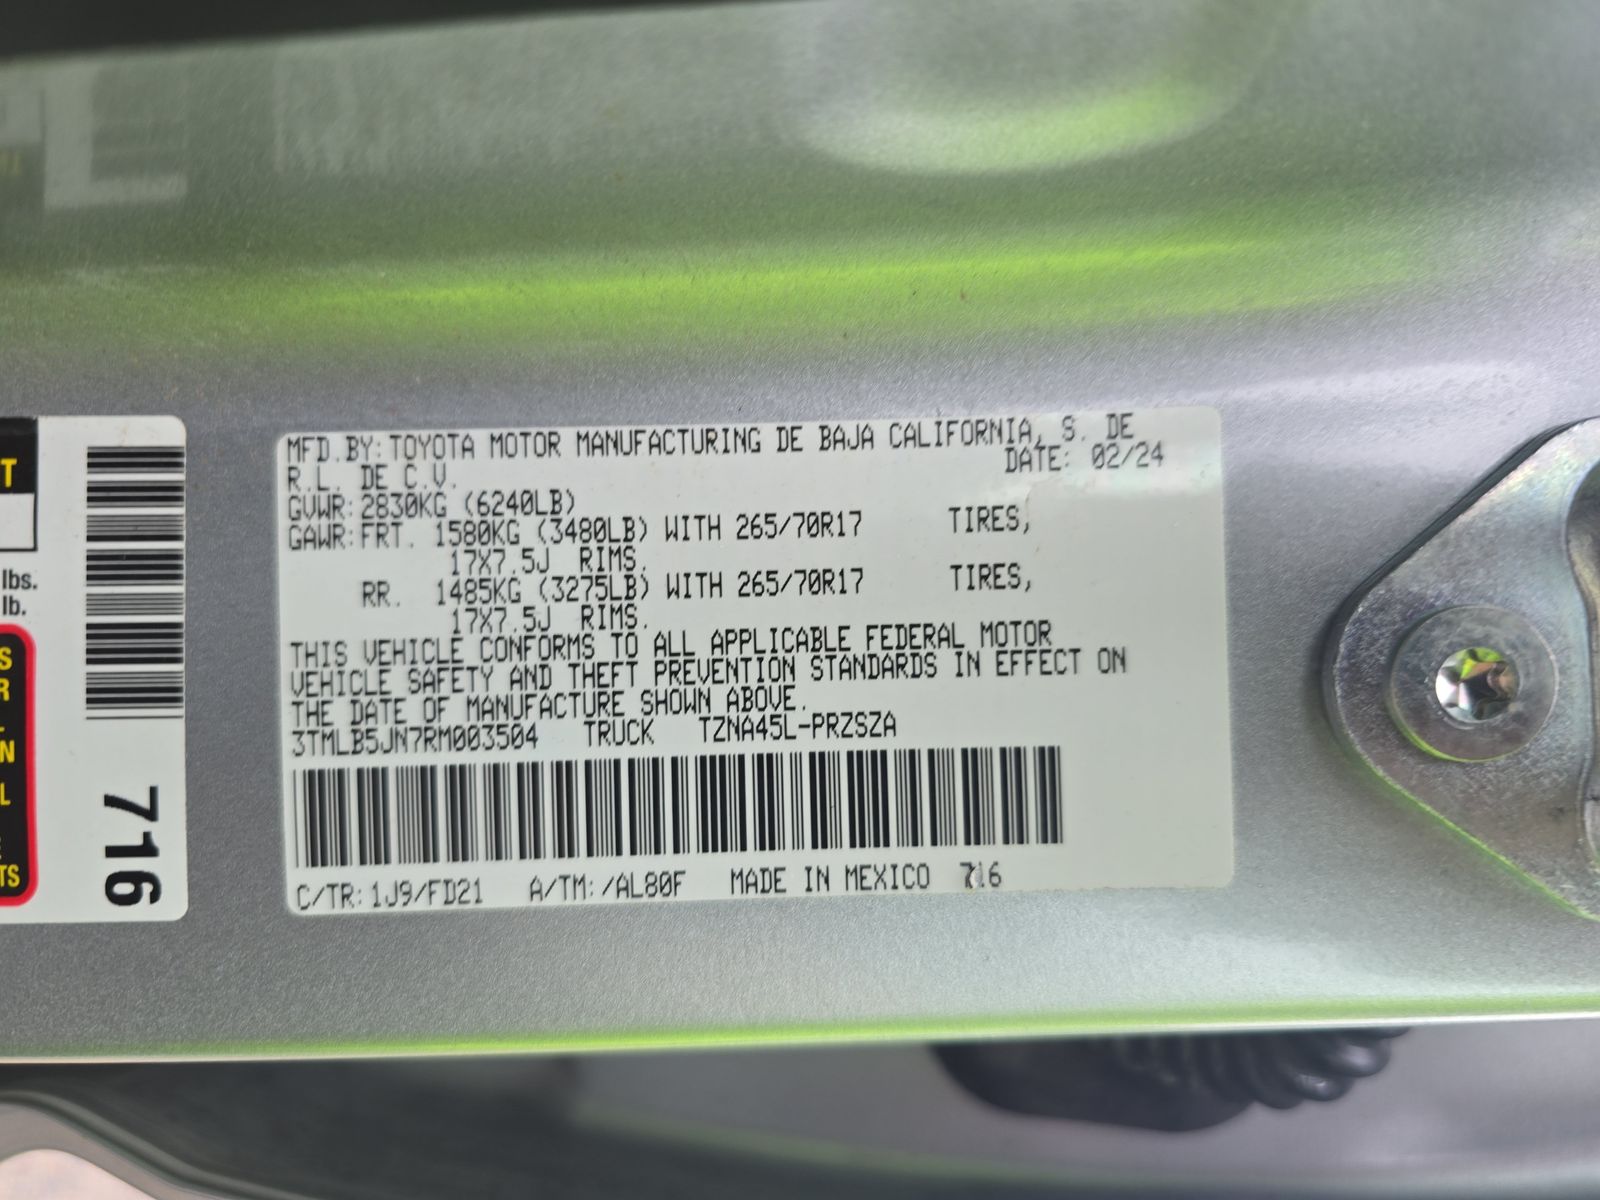 MFD.BY:TOYOTA MOTOR MANUFACTURING DE BAJA CALIFORNIA, S. DE
R.L. DE C.V. DATE: 02/24
GVWR:2830KG (6240LB)
GAWR:FRT. 1580KG (3480LB) WITH 265/70R17 TIRES,
17X7.5J RIMS.
RR. 1485KG (3275LB) WITH 265/70R17 TIRES,
17X7.5J RIMS.
THIS VEHICLE CONFORMS TO ALL APPLICABLE FEDERAL MOTOR
VEHICLE SAFETY AND THEFT PREVENTION STANDARDS IN EFFECT ON
THE DATE OF MANUFACTURE SHOWN ABOVE.
3TMLB5JN7RM003504 TRUCK TZNA45L-PRZSZA
C/TR:1J9/FD21 A/TM:/AL80F MADE IN MEXICO 716
T
lbs.
lb.
S
R
N
L
TS
716